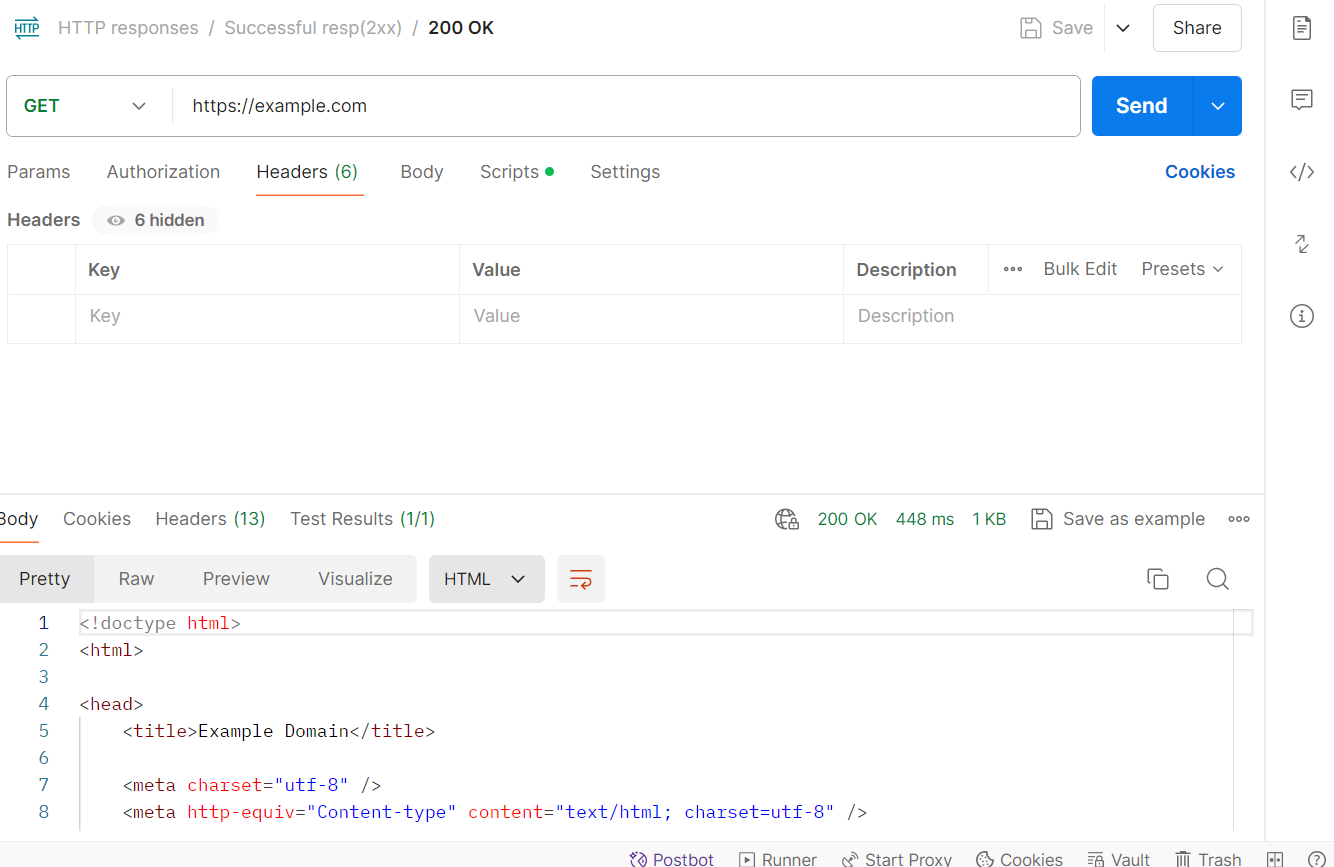 HTTP HTTP responses / Successful resp(2xx) / 200 OK Save Share
GET https://example.com Send
Params Authorization Headers (6) Body Scripts Settings Cookies
Headers 6 hidden
Key Value Description Bulk Edit Presets
Key Value Description
Body Cookies Headers (13) Test Results (1/1) 200 OK 448 ms 1 KB Save as example
Pretty Raw Preview Visualize HTML
1 <!doctype html>
2 <html>
3
4 <head>
5 <title>Example Domain</title>
6
7 <meta charset="utf-8" />
8 <meta http-equiv="Content-type" content="text/html; charset=utf-8" />
Postbot Runner Start Proxy Cookies Vault Trash